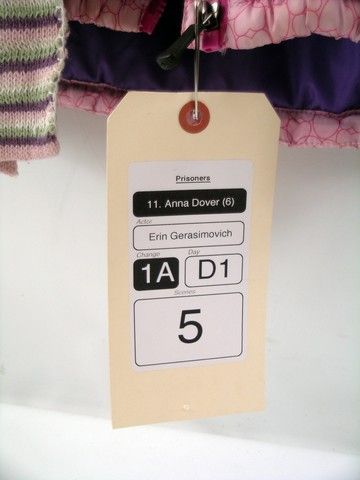 Prisoners
11. Anna Dover (6)
Actor
Erin Gerasimovich
Change Day
1A D1
Scenes
5